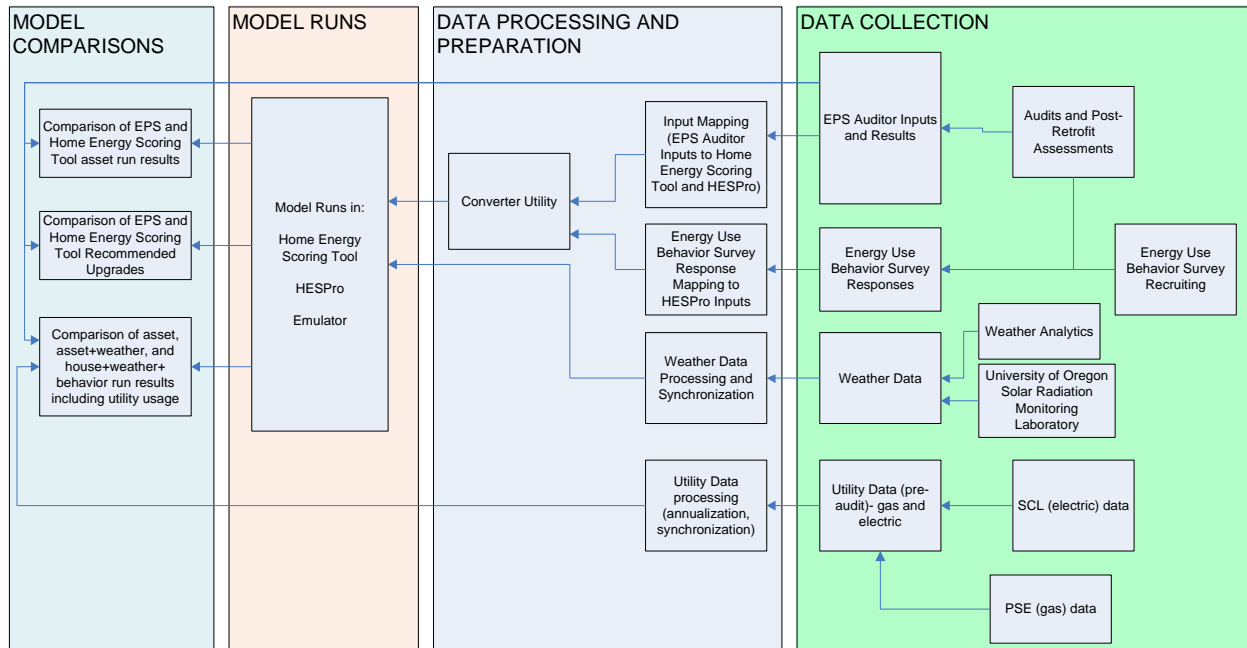 MODEL
COMPARISONS
MODEL RUNS
DATA PROCESSING AND
PREPARATION
DATA COLLECTION
Comparison of EPS and
Home Energy Scoring
Tool asset run results
Comparison of EPS and
Home Energy Scoring
Tool Recommended
Upgrades
Comparison of asset,
asset+weather, and
house+weather+
behavior run results
including utility usage
Model Runs in:
Home Energy
Scoring Tool
HESPro
Emulator
Converter Utility
Input Mapping
(EPS Auditor
Inputs to Home
Energy Scoring
Tool and HESPro)
Energy Use
Behavior Survey
Response
Mapping to
HESPro Inputs
Weather Data
Processing and
Synchronization
Utility Data
processing
(annualization,
synchronization)
EPS Auditor Inputs
and Results
Energy Use
Behavior Survey
Responses
Weather Data
Utility Data (pre-
audit)- gas and
electric
Audits and Post-
Retrofit
Assessments
Energy Use
Behavior Survey
Recruiting
Weather Analytics
University of Oregon
Solar Radiation
Monitoring
Laboratory
SCL (electric) data
PSE (gas) data